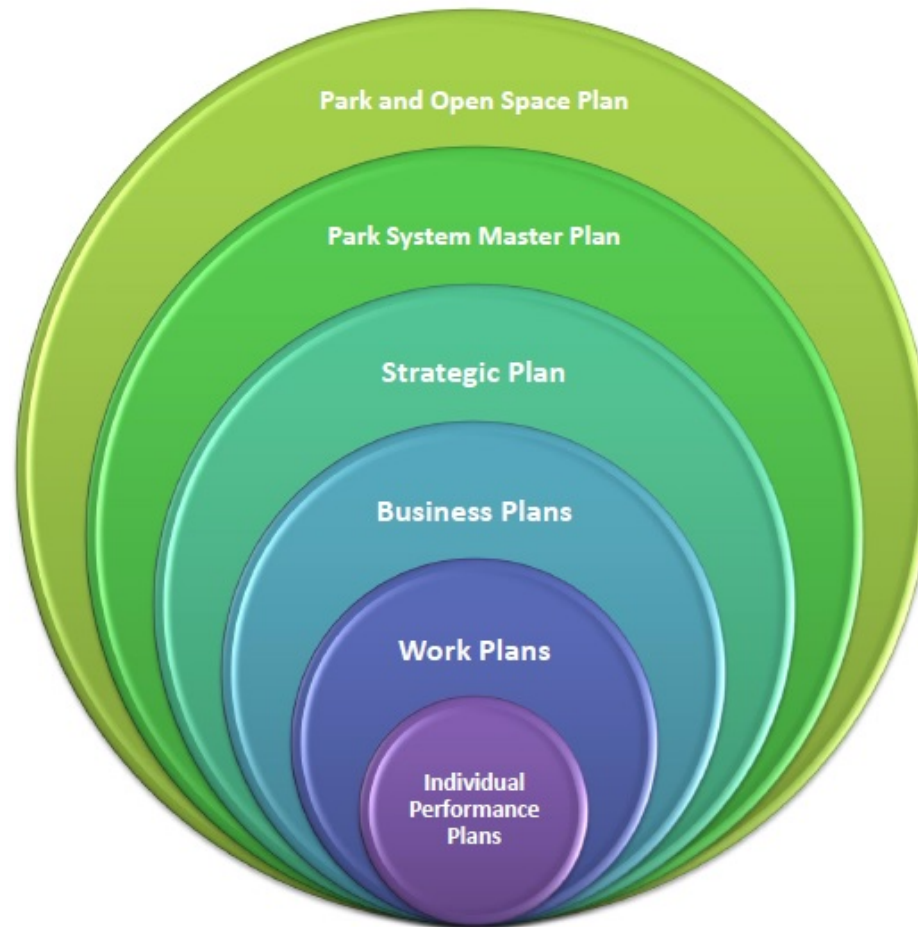 Park and Open Space Plan
Park System Master Plan
Strategic Plan
Business Plans
Work Plans
Individual
Performance
Plans